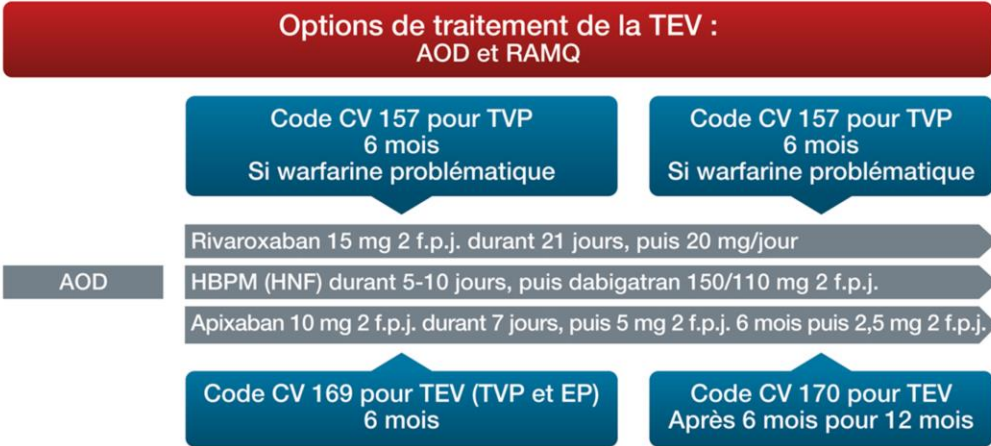 Options de traitement de la TEV :
AOD et RAMQ
Code CV 157 pour TVP
6 mois
Si warfarine problématique
Code CV 157 pour TVP
6 mois
Si warfarine problématique
AOD
Rivaroxaban 15 mg 2 f.p.j. durant 21 jours, puis 20 mg/jour
HBPM (HNF) durant 5-10 jours, puis dabigatran 150/110 mg 2 f.p.j.
Apixaban 10 mg 2 f.p.j. durant 7 jours, puis 5 mg 2 f.p.j. 6 mois puis 2,5 mg 2 f.p.j.
Code CV 169 pour TEV (TVP et EP)
6 mois
Code CV 170 pour TEV
Après 6 mois pour 12 mois